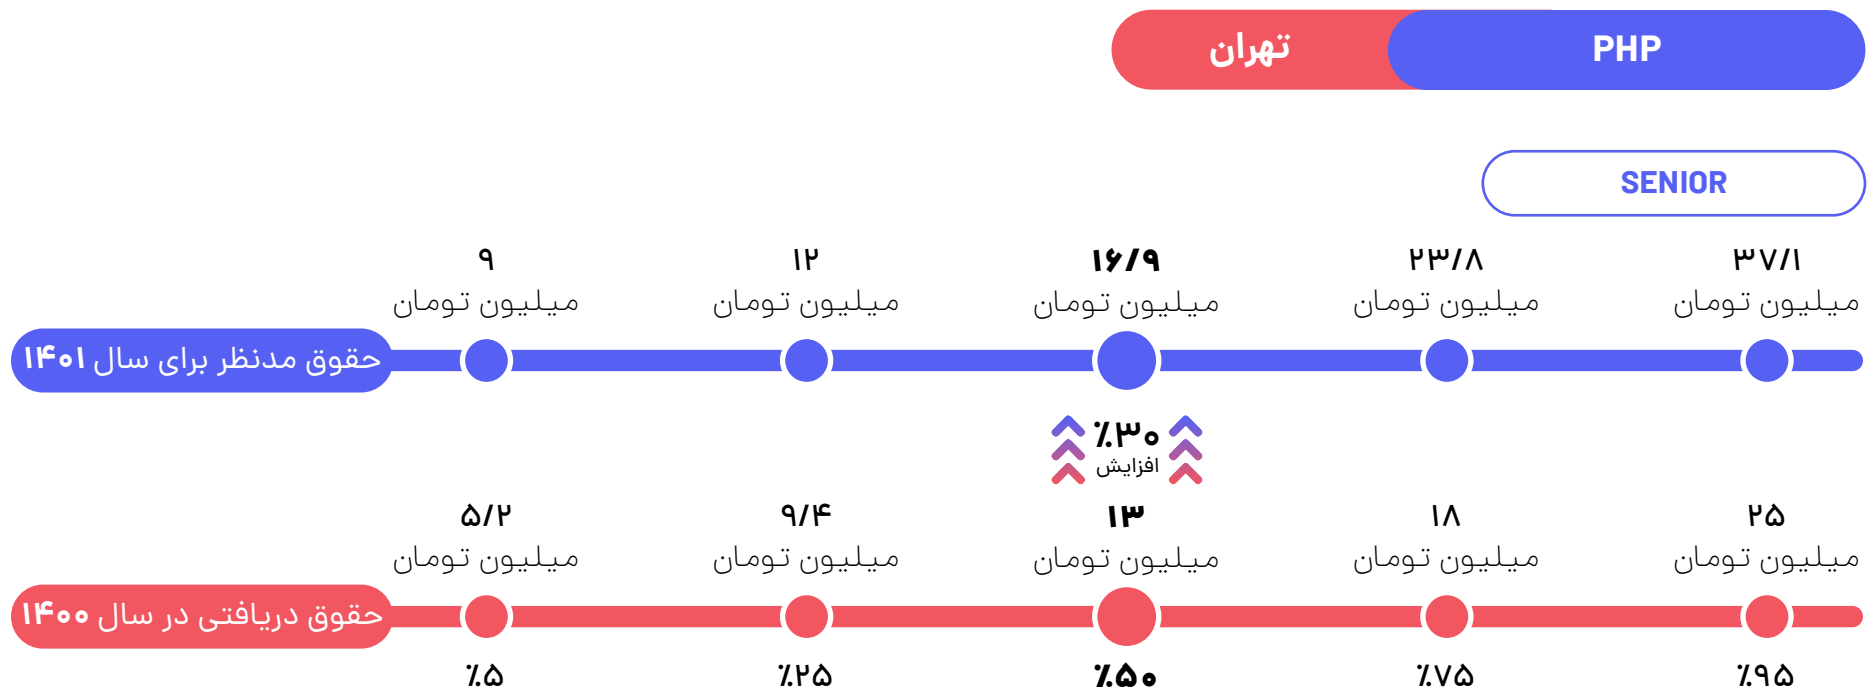 PHP
تهران
SENIOR
۳۷/۱
میلیون تومان
۲۳/۸
میلیون تومان
۱۶/۹
میلیون تومان
۱۲
میلیون تومان
۹
میلیون تومان
حقوق مدنظر برای سال ۱۴۰۱
٪۳۰
افزایش
۲۵
میلیون تومان
۱۸
میلیون تومان
۱۳
میلیون تومان
۹/۴
میلیون تومان
۵/۲
میلیون تومان
حقوق دریافتی در سال ۱۴۰۰
٪۹۵
٪۷۵
٪۵۰
٪۲۵
٪۵